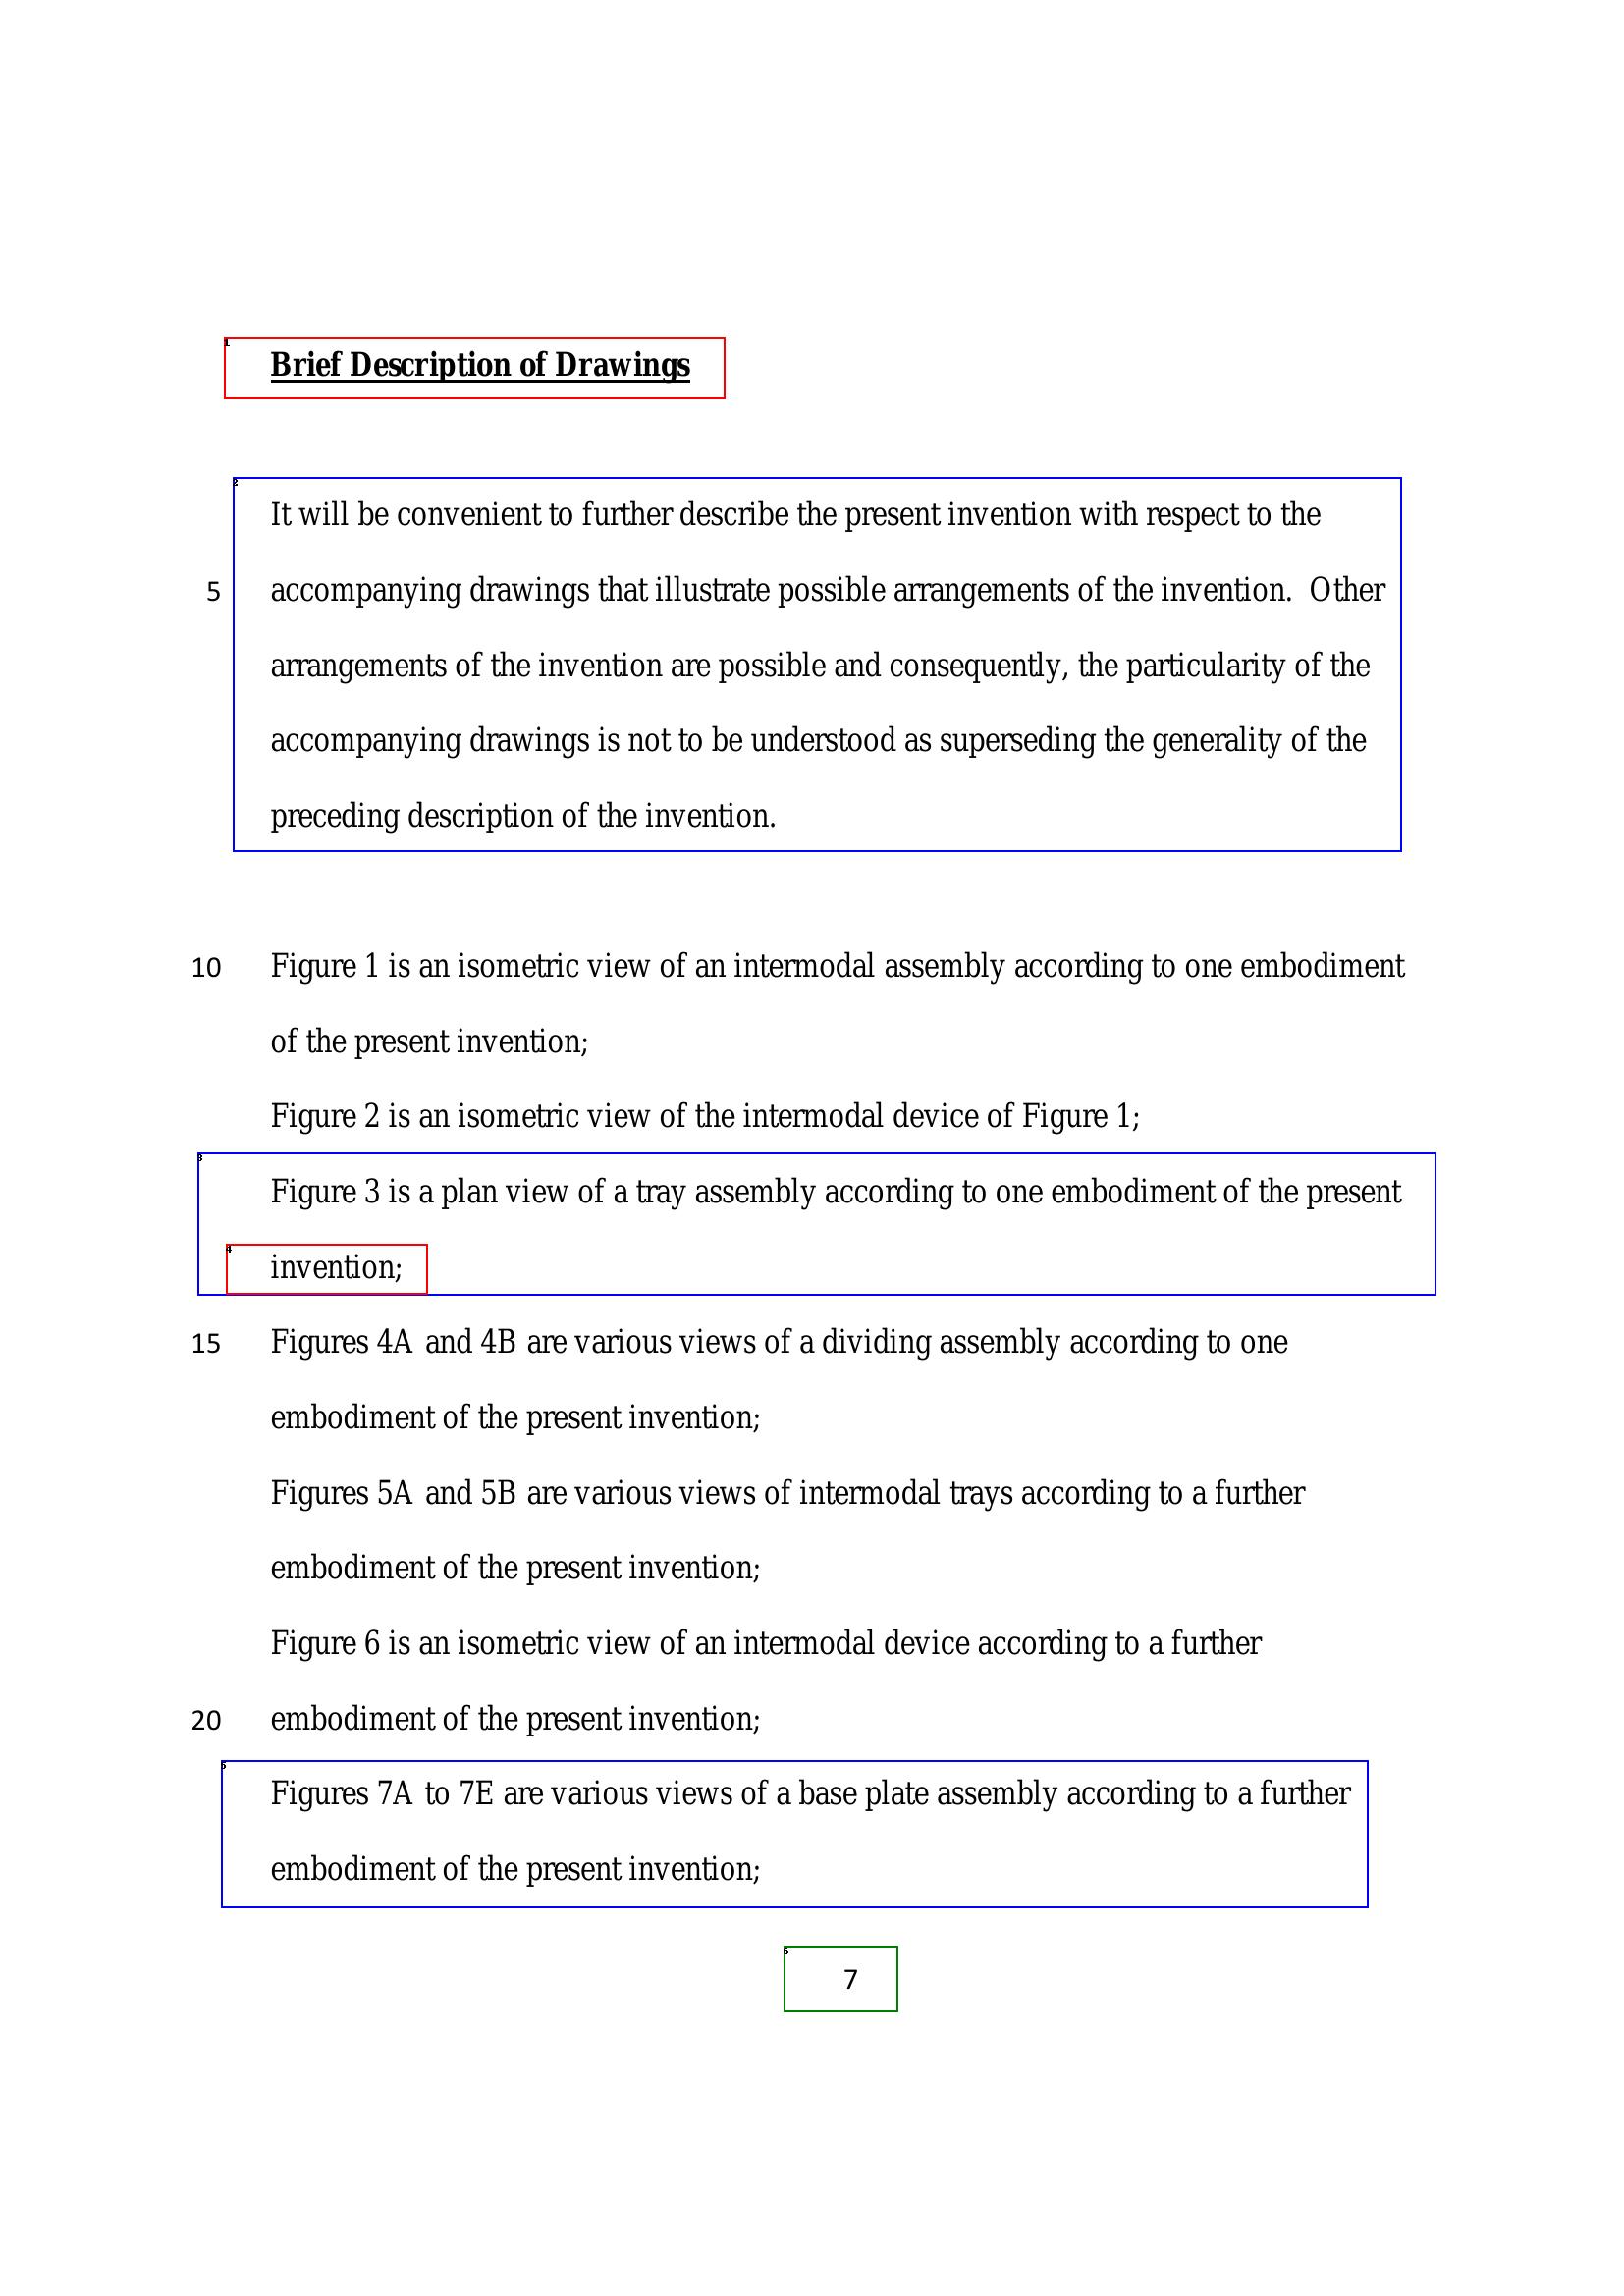 Brief Description of Drawings
It will be convenient to further describe the present invention with respect to the
5 accompanying drawings that illustrate possible arrangements of the invention.  Other
arrangements of the invention are possible and consequently, the particularity of the
accompanying drawings is not to be understood as superseding the generality of the
preceding description of the invention.
10 Figure 1 is an isometric view of an intermodal assembly according to one embodiment
of the present invention;
Figure 2 is an isometric view of the intermodal device of Figure 1;
Figure 3 is a plan view of a tray assembly according to one embodiment of the present
invention;
15 Figures 4A and 4B are various views of a dividing assembly according to one
embodiment of the present invention;
Figures 5A and 5B are various views of intermodal trays according to a further
embodiment of the present invention;
Figure 6 is an isometric view of an intermodal device according to a further
20 embodiment of the present invention;
Figures 7A to 7E are various views of a base plate assembly according to a further
embodiment of the present invention;
7